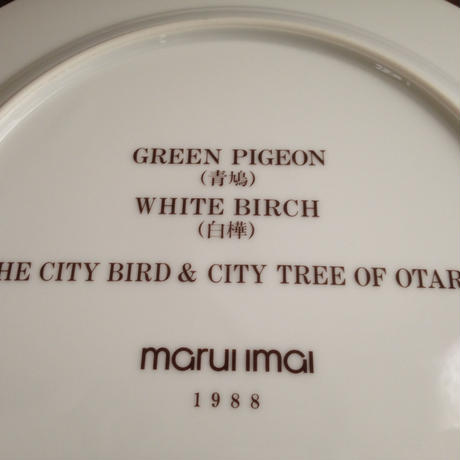 GREEN PIGEON
(青鳩)
WHITE BIRCH
(白樺)
HE CITY BIRD & CITY TREE OF OTAR
marui imai
1988